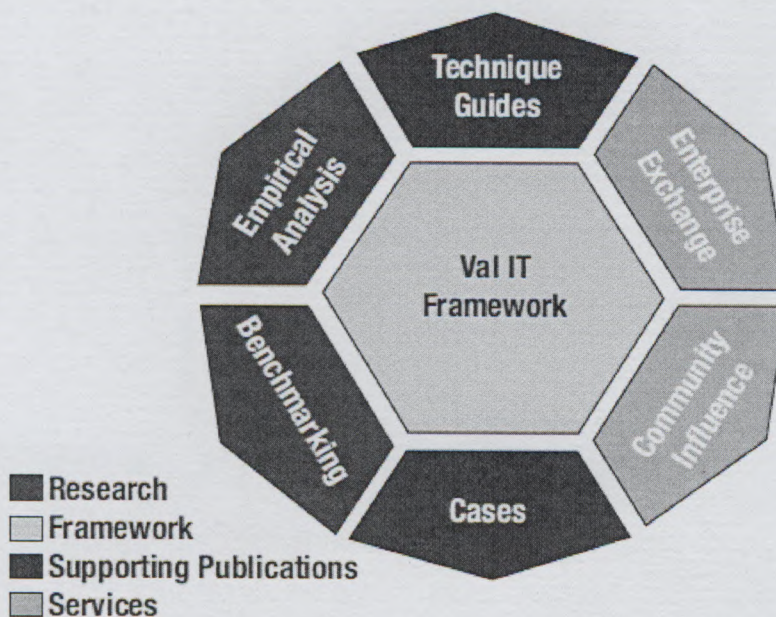 Technique
Guides
Enterprise
Exchange
Empirical
Analysis
Val IT
Framework
Benchmarking
Community
Influence
Cases
Research
Framework
Supporting Publications
Services